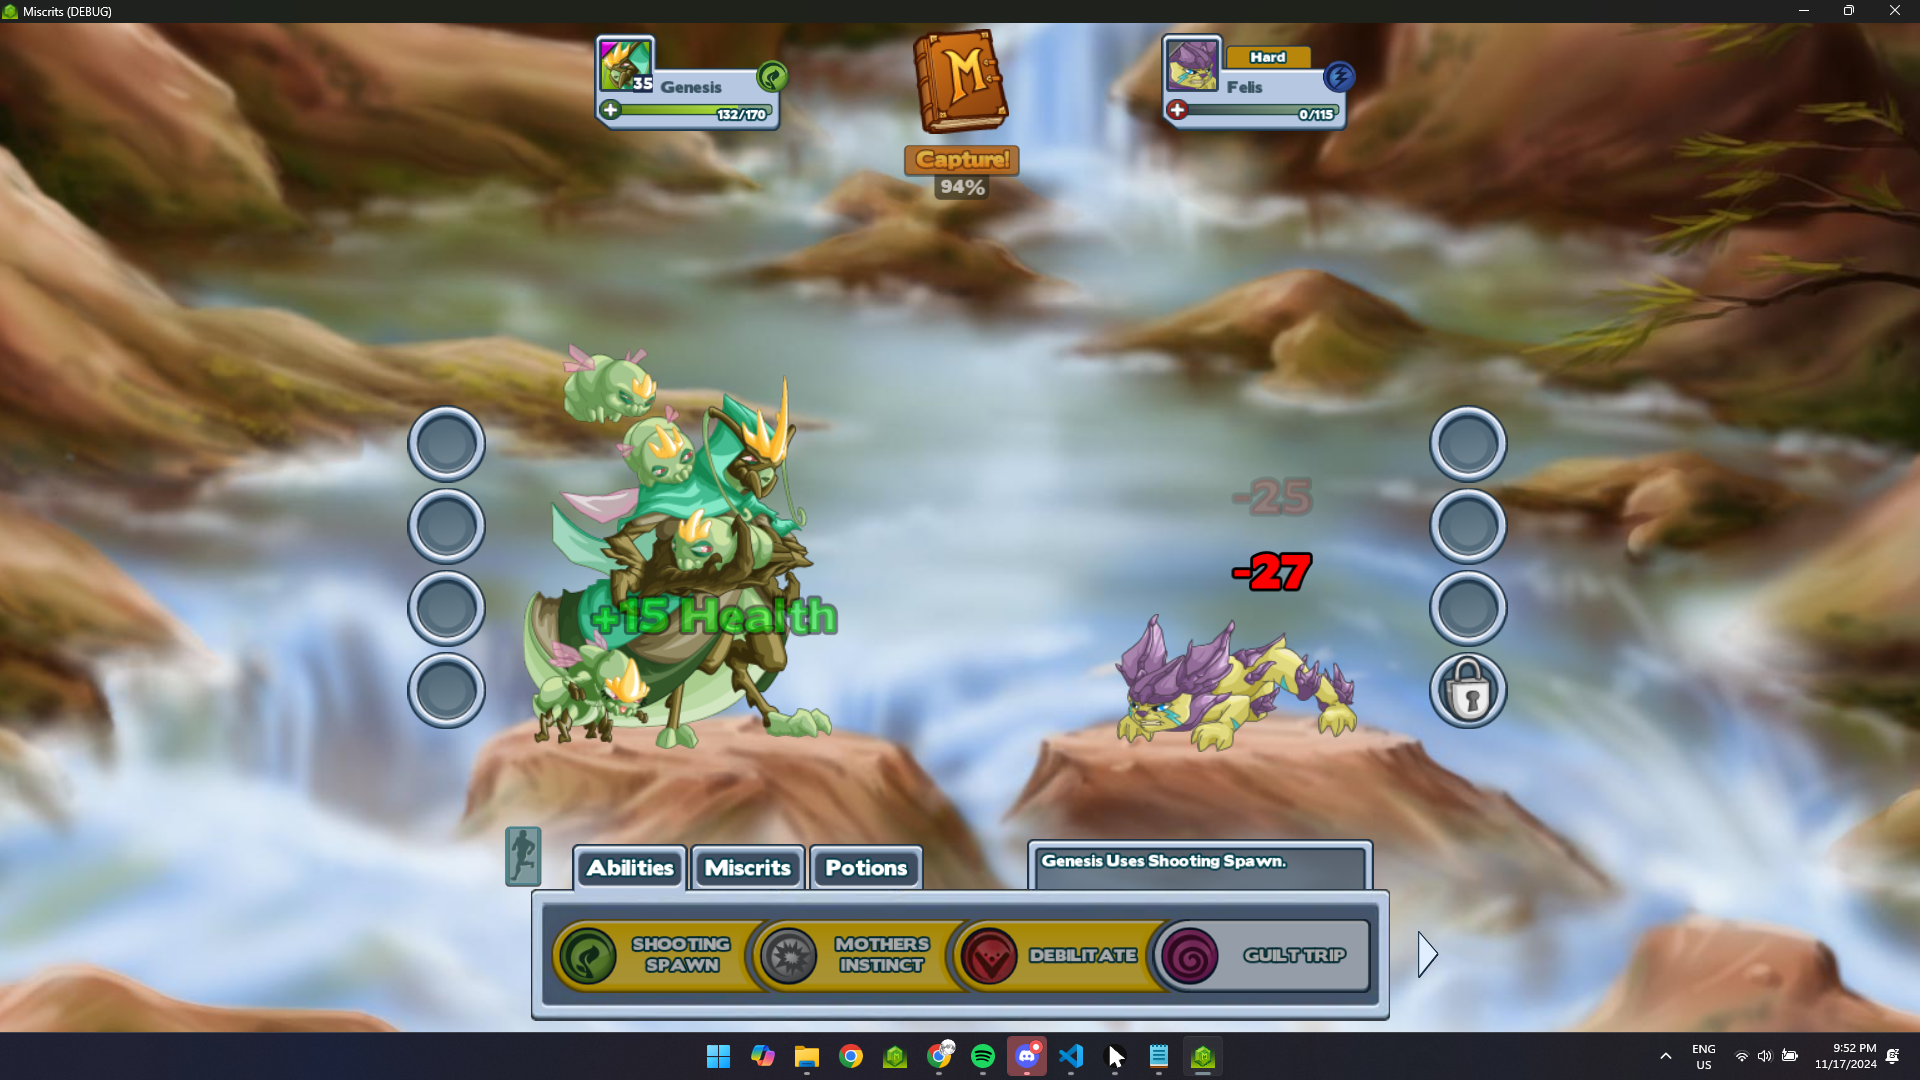 Miscrits (DEBUG)
35
Genesis
132/170
M
Capture!
94%
Hard
Felis
0/115
-25
-27
+15 Health
Abilities
Miscrits
Potions
Genesis Uses Shooting Spawn.
SHOOTING
SPAWN
MOTHERS
INSTINCT
DEBILITATE
GUILT TRIP
ENG
US
9:52 PM
11/17/2024